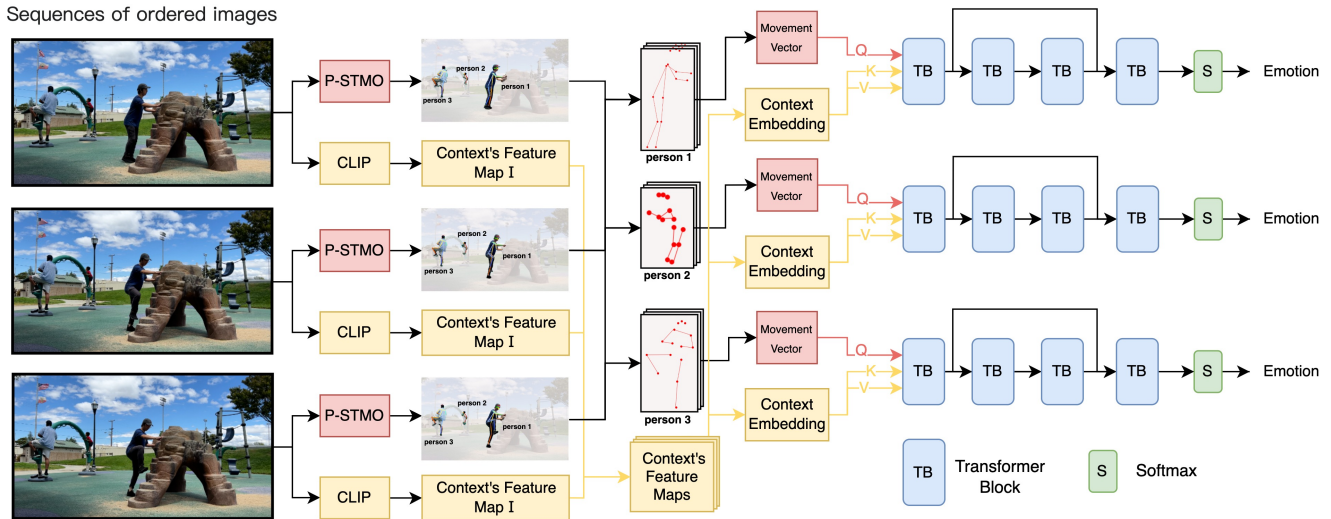 Sequences of ordered images
P-STMO
person 2
person 1
person 3
CLIP
Context's Feature
Map I
P-STMO
person 2
person 1
person 3
CLIP
Context's Feature
Map I
P-STMO
person 2
person 1
person 3
CLIP
Context's Feature
Map I
person 1
person 2
person 3
Context's
Feature
Maps
Movement
Vector
Context
Embedding
Q
K
V
TB
TB
TB
TB
S
Emotion
Movement
Vector
Context
Embedding
Q
K
V
TB
TB
TB
TB
S
Emotion
Movement
Vector
Context
Embedding
Q
K
V
TB
TB
TB
TB
S
Emotion
TB
Transformer
Block
S
Softmax